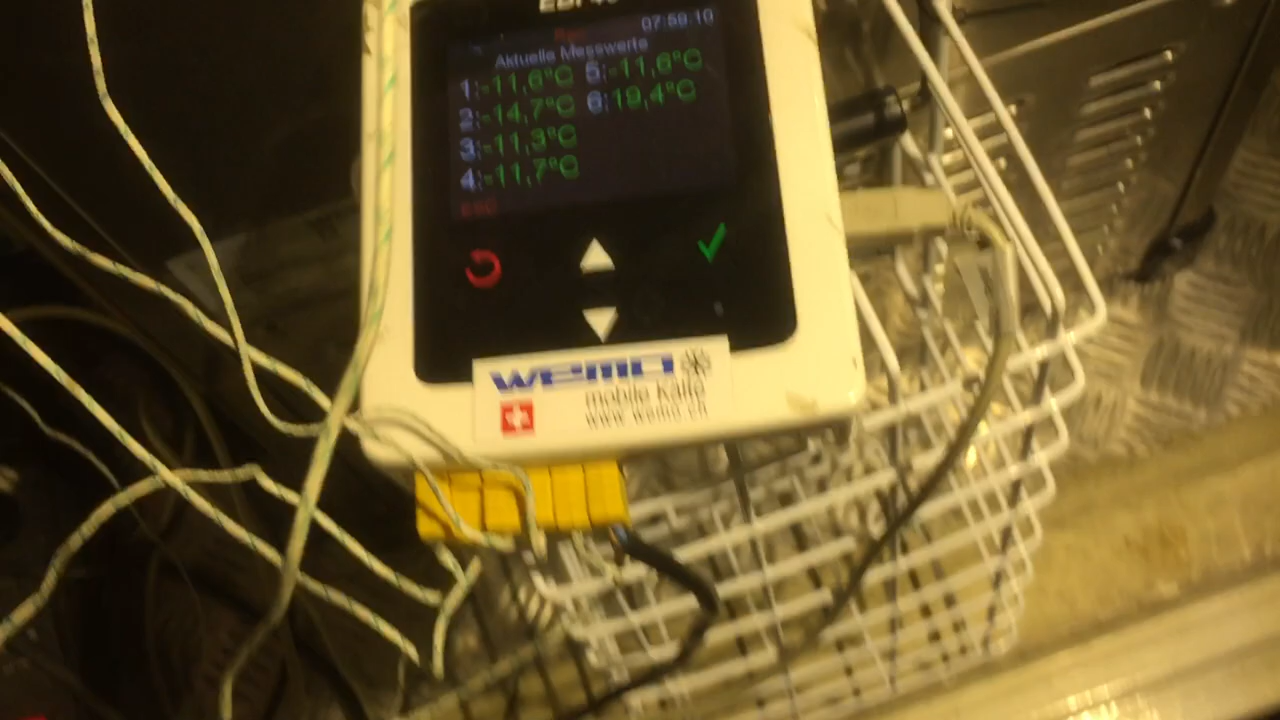 07:59:10
Aktuelle Messwerte
1:-11,6°C 5:-11,6°C
2:-14,7°C 6:19,4°C
3:-11,3°C
4:-11,7°C
ESC
wemo
mobile Kälte
www.wemo.ch